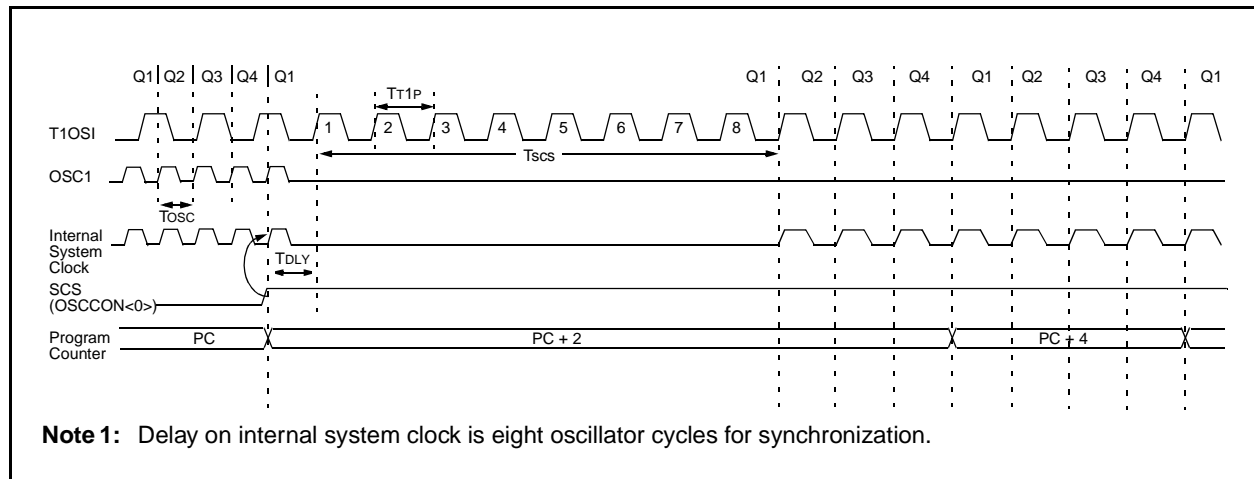 Q1 Q2 Q3 Q4 Q1 Q1 Q2 Q3 Q4 Q1 Q2 Q3 Q4 Q1
TT1P
T1OSI 1 2 3 4 5 6 7 8
TSCS
OSC1
TOSC
Internal
System
Clock
TDLY
SCS
(OSCCON<0>)
Program
Counter
PC PC + 2 PC + 4
Note 1: Delay on internal system clock is eight oscillator cycles for synchronization.